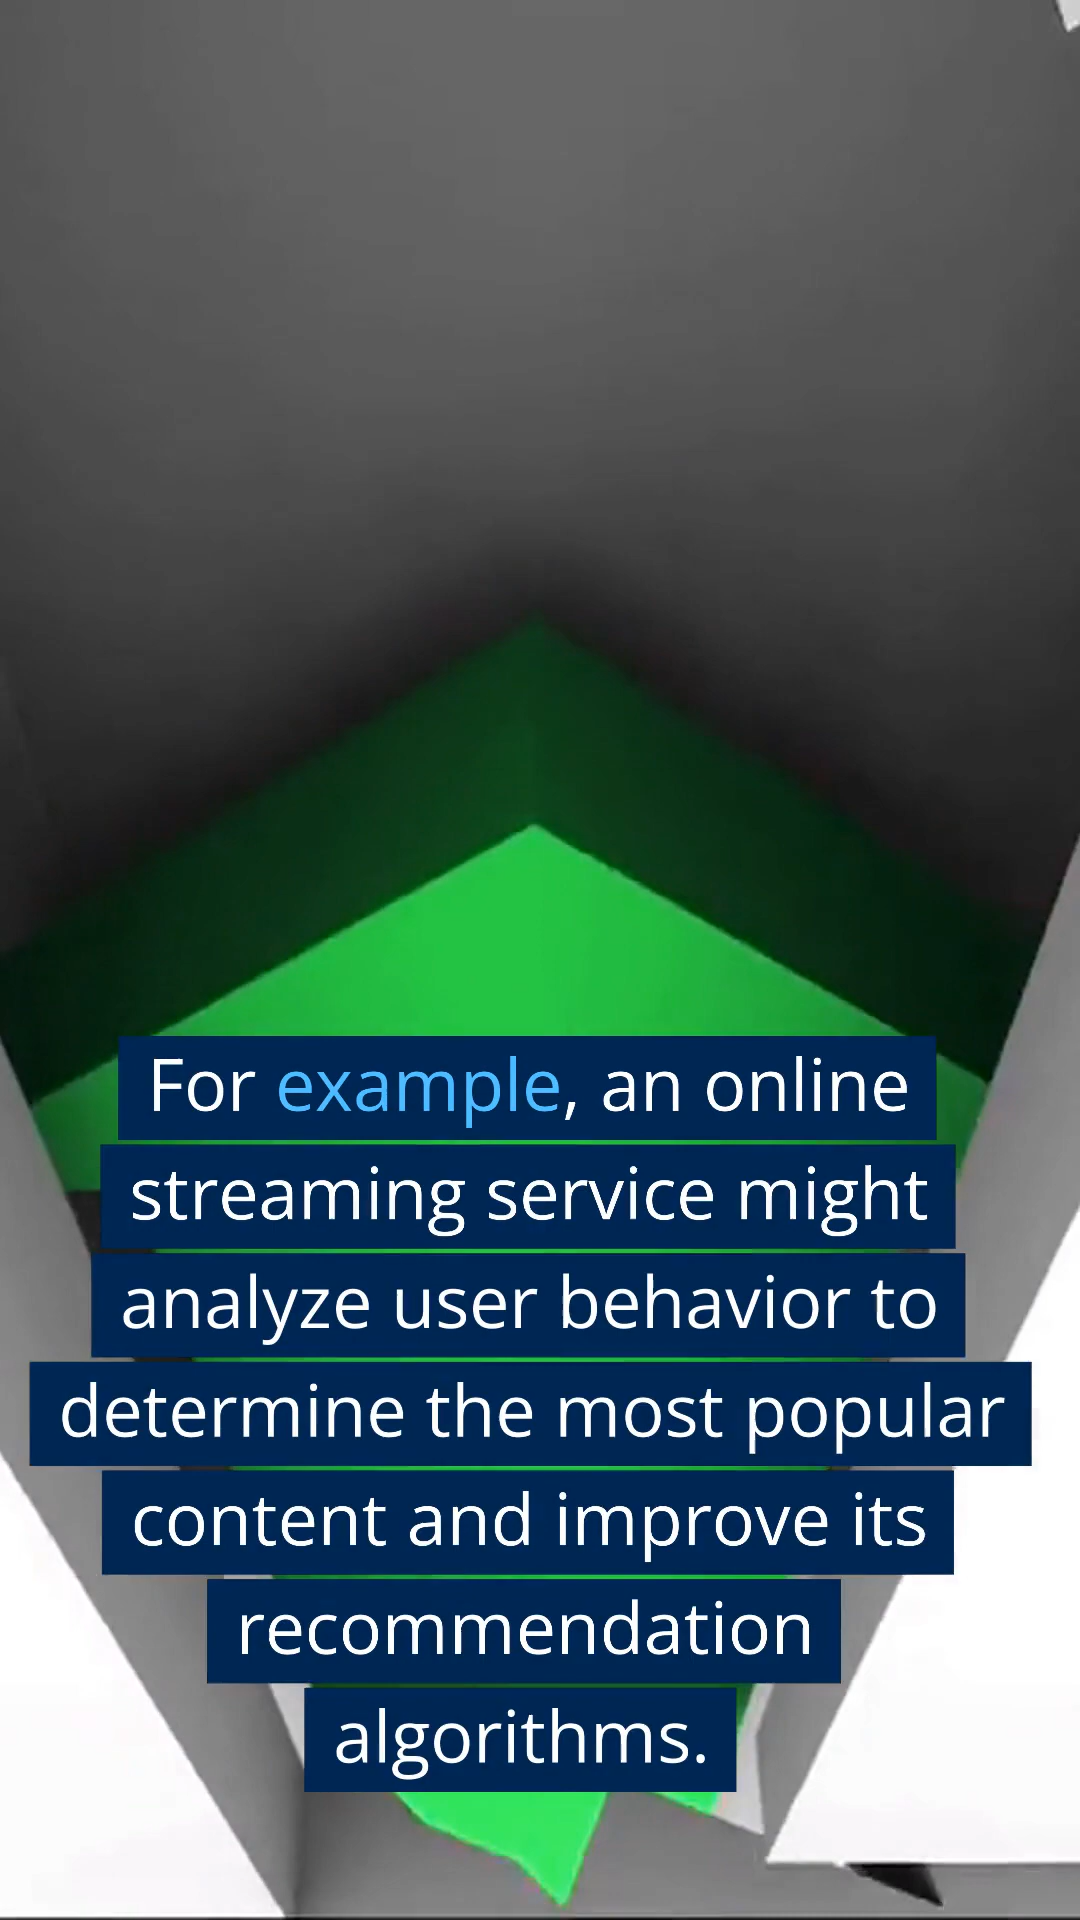 For example, an online
streaming service might
analyze user behavior to
determine the most popular
content and improve its
recommendation
algorithms.